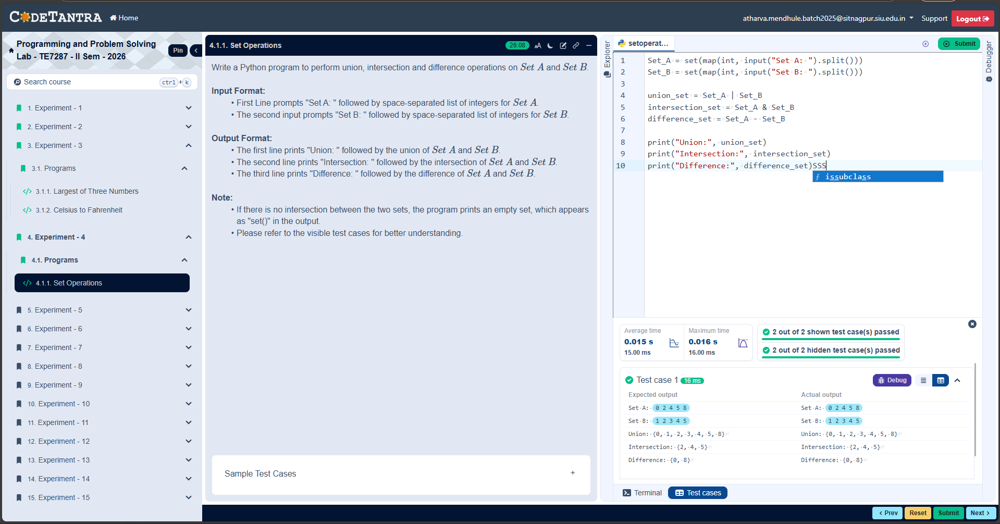 CODETANTRA
Home
atharva.mendhule.batch2025@sitnagpur.siu.edu.in
Support
Logout
Programming and Problem Solving
Lab - TE7287 - II Sem - 2026
Pin
Search course
ctrl + k
1. Experiment - 1
2. Experiment - 2
3. Experiment - 3
3.1. Programs
3.1.1. Largest of Three Numbers
3.1.2. Celsius to Fahrenheit
4. Experiment - 4
4.1. Programs
4.1.1. Set Operations
5. Experiment - 5
6. Experiment - 6
7. Experiment - 7
8. Experiment - 8
9. Experiment - 9
10. Experiment - 10
11. Experiment - 11
12. Experiment - 12
13. Experiment - 13
14. Experiment - 14
15. Experiment - 15
4.1.1. Set Operations
26:08
AA
Write a Python program to perform union, intersection and difference operations on Set A and Set B.
Input Format:
• First Line prompts "Set A: " followed by space-separated list of integers for Set A.
• The second input prompts "Set B: " followed by space-separated list of integers for Set B.
Output Format:
• The first line prints "Union: " followed by the union of Set A and Set B.
• The second line prints "Intersection: " followed by the intersection of Set A and Set B.
• The third line prints "Difference: " followed by the difference of Set A and Set B.
Note:
• If there is no intersection between the two sets, the program prints an empty set, which appears
as "set()" in the output.
• Please refer to the visible test cases for better understanding.
Sample Test Cases
+
Explorer
setoperat...
Submit
Debugger
1 Set_A = set(map(int, input("Set A: ").split()))
2 Set_B = set(map(int, input("Set B: ").split()))
3
4 union_set = Set_A | Set_B
5 intersection_set = Set_A & Set_B
6 difference_set = Set_A - Set_B
7
8 print("Union:", union_set)
9 print("Intersection:", intersection_set)
10 print("Difference:", difference_set)SSS
ƒ issubclass
Average time
0.015 s
15.00 ms
Maximum time
0.016 s
16.00 ms
2 out of 2 shown test case(s) passed
2 out of 2 hidden test case(s) passed
Test case 1 16 ms
Debug
Expected output
Actual output
Set A: 0 2 4 5 8
Set A: 0 2 4 5 8
Set B: 1 2 3 4 5
Set B: 1 2 3 4 5
Union: {0, 1, 2, 3, 4, 5, 8}
Union: {0, 1, 2, 3, 4, 5, 8}
Intersection: {2, 4, 5}
Intersection: {2, 4, 5}
Difference: {0, 8}
Difference: {0, 8}
Terminal
Test cases
< Prev
Reset
Submit
Next >